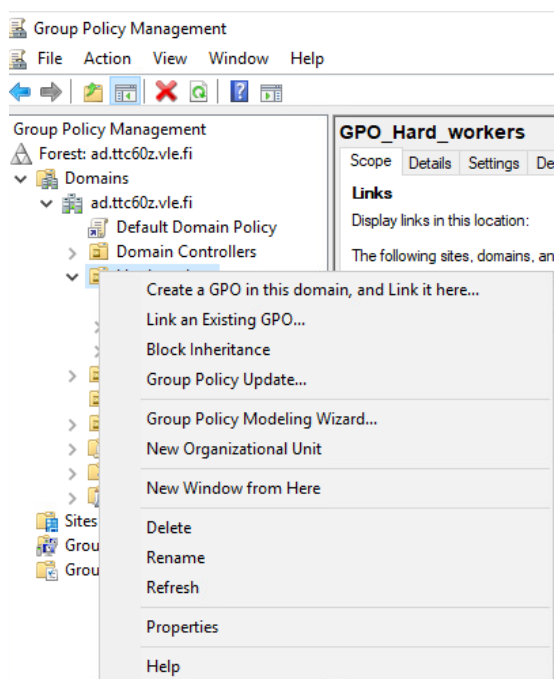 Group Policy Management
File Action View Window Help
Group Policy Management
Forest: ad.ttc60z.vle.fi
Domains
ad.ttc60z.vle.fi
Default Domain Policy
Domain Controllers
Sites
Grou
Grou
GPO_Hard_workers
Scope Details Settings De
Links
Display links in this location:
The following sites, domains, an
Create a GPO in this domain, and Link it here...
Link an Existing GPO...
Block Inheritance
Group Policy Update...
Group Policy Modeling Wizard...
New Organizational Unit
New Window from Here
Delete
Rename
Refresh
Properties
Help